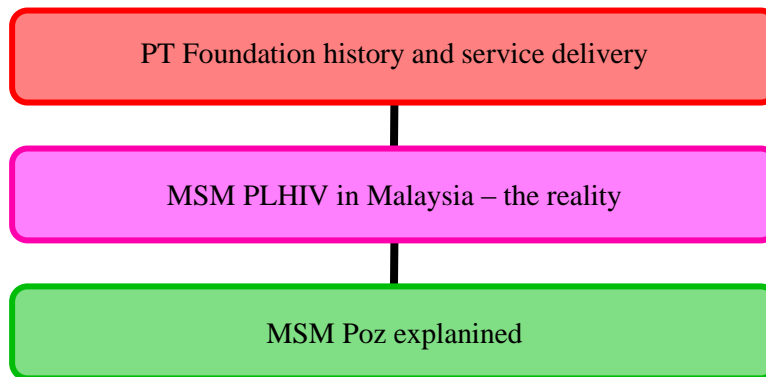 PT Foundation history and service delivery
MSM PLHIV in Malaysia – the reality
MSM Poz explanined